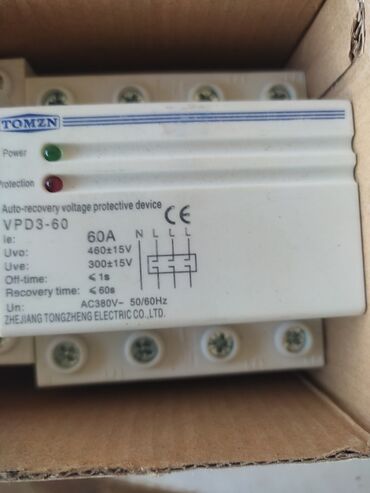 TOMZN
Power
Protection
Auto-recovery voltage protective device
VPD3-60
Ie: 60A
Uvo: 460±15V
Uve: 300±15V
Off-time: ≤1s
Recovery time: ≤60s
Un: AC380V~ 50/60Hz
ZHEJIANG TONGZHENG ELECTRIC CO.,LTD.
CE
N L L L